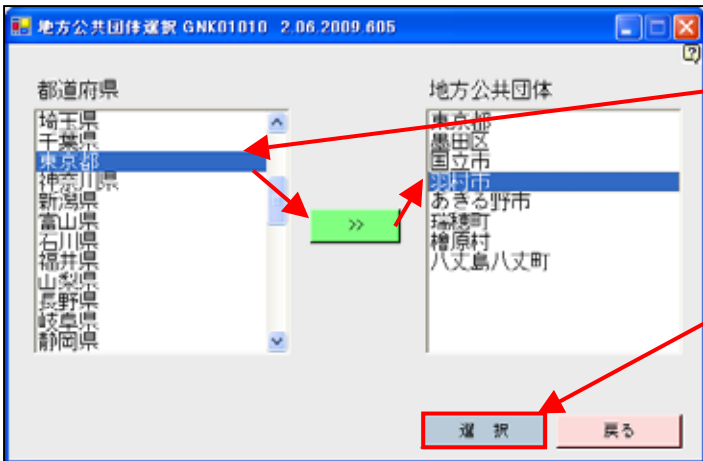 地方公共団体選択 GNK01010 2.06.2009.605
都道府県
埼玉県
千葉県
東京都
神奈川県
新潟県
富山県
石川県
福井県
山梨県
長野県
岐阜県
静岡県
>>
地方公共団体
東京都
墨田区
国立市
羽村市
あきる野市
瑞穂町
檜原村
八丈島八丈町
選 択
戻る